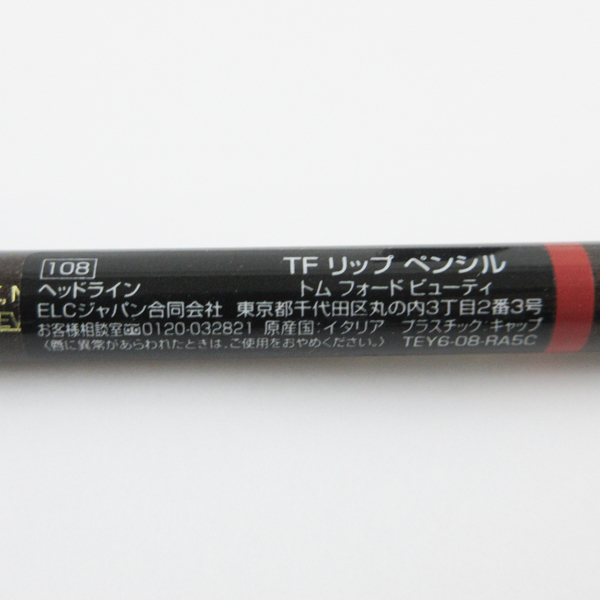 108 TF リップ ペンシル
ヘッドライン トム フォード ビューティ
ELCジャパン合同会社 東京都千代田区丸の内3丁目2番3号
お客様相談室☎0120-032821 原産国:イタリア プラスチック:キャップ
〈唇に異常があらわれたときは、ご使用をおやめください。〉 TEY6-08-RA5C